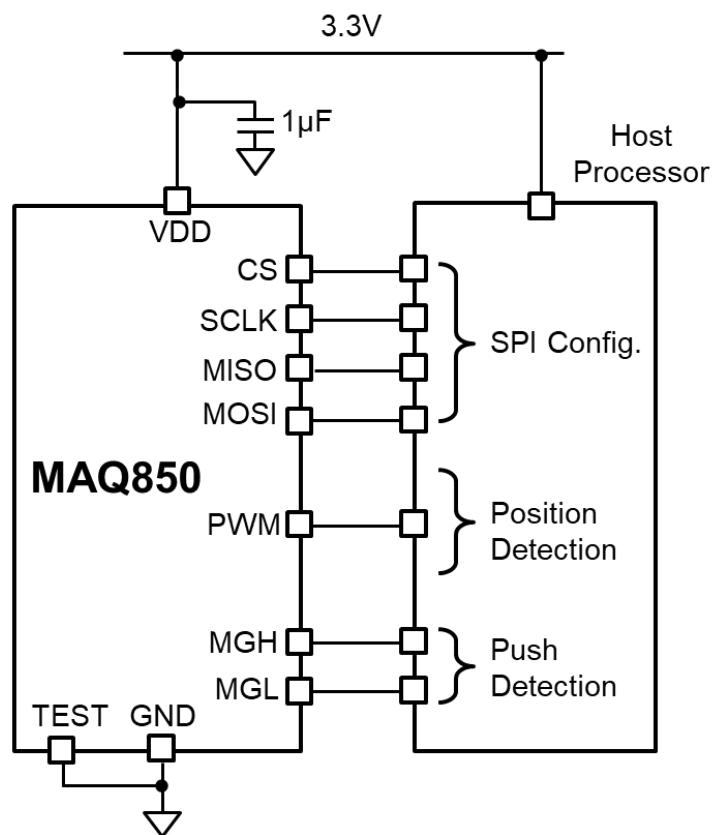 3.3V
1µF
Host
Processor
VDD
CS
SCLK
SPI Config.
MISO
MOSI
MAQ850
PWM
Position
Detection
MGH
Push
MGL
Detection
TEST GND